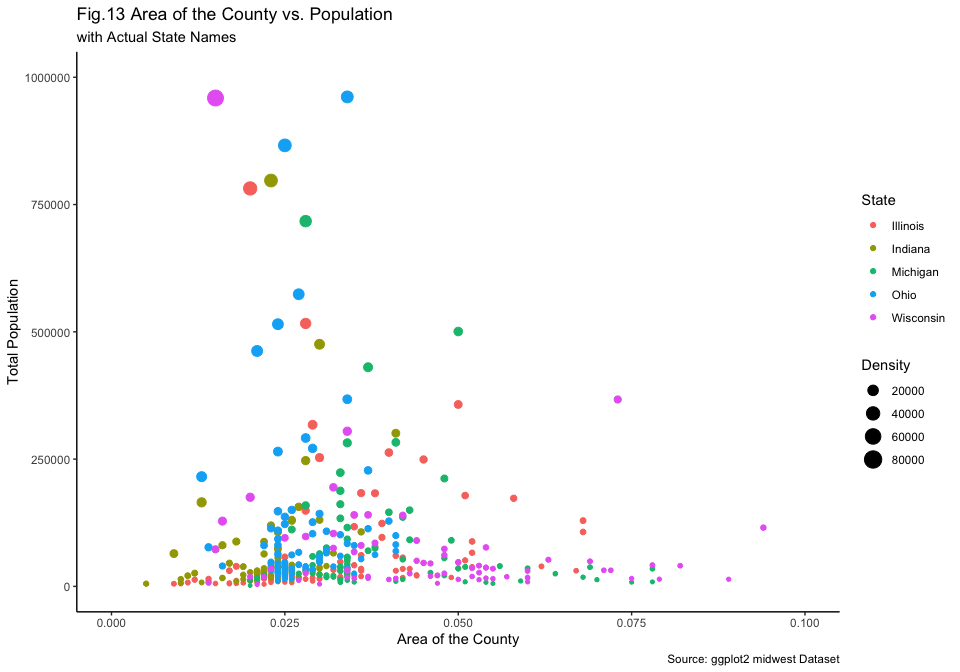 Fig.13 Area of the County vs. Population
with Actual State Names
Total Population
1000000
750000
500000
250000
0
0.000
0.025
0.050
0.075
0.100
Area of the County
State
Illinois
Indiana
Michigan
Ohio
Wisconsin
Density
20000
40000
60000
80000
Source: ggplot2 midwest Dataset